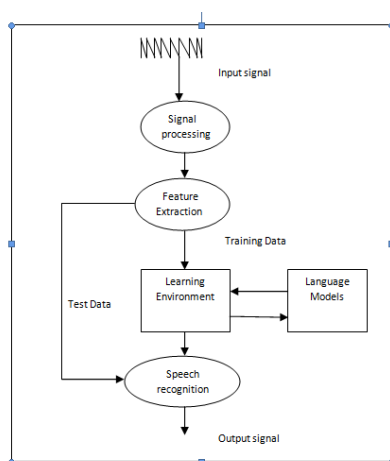 Input signal
Signal
processing
Feature
Extraction
Training Data
Learning
Environment
Language
Models
Test Data
Speech
recognition
Output signal